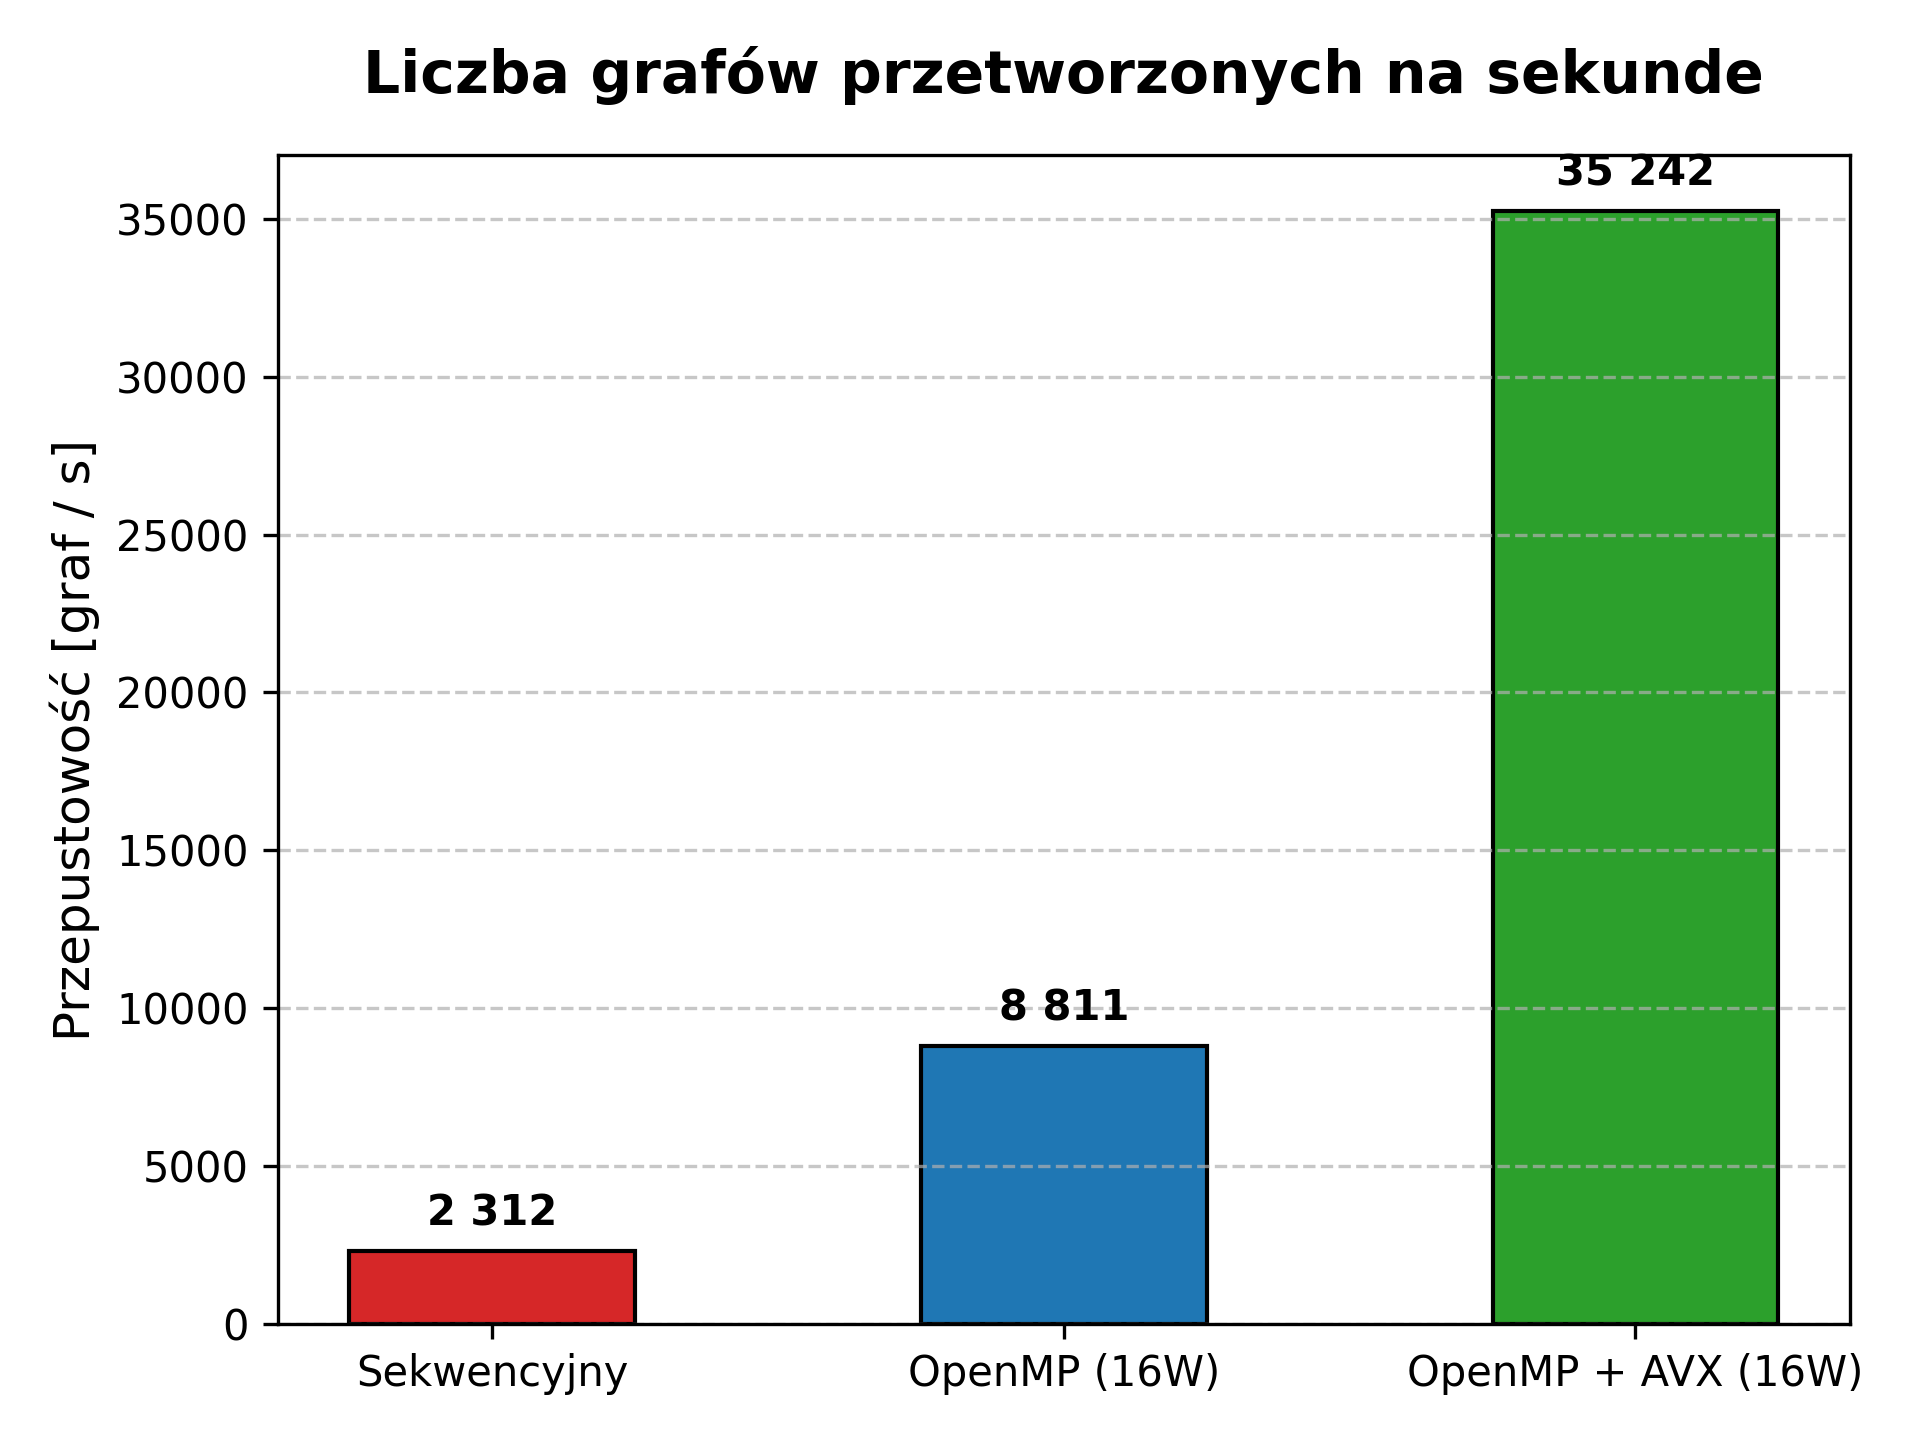 Liczba grafów przetworzonych na sekunde
Przepustowość [graf / s]
35000
30000
25000
20000
15000
10000
5000
0
2 312
8 811
35 242
Sekwencyjny
OpenMP (16W)
OpenMP + AVX (16W)